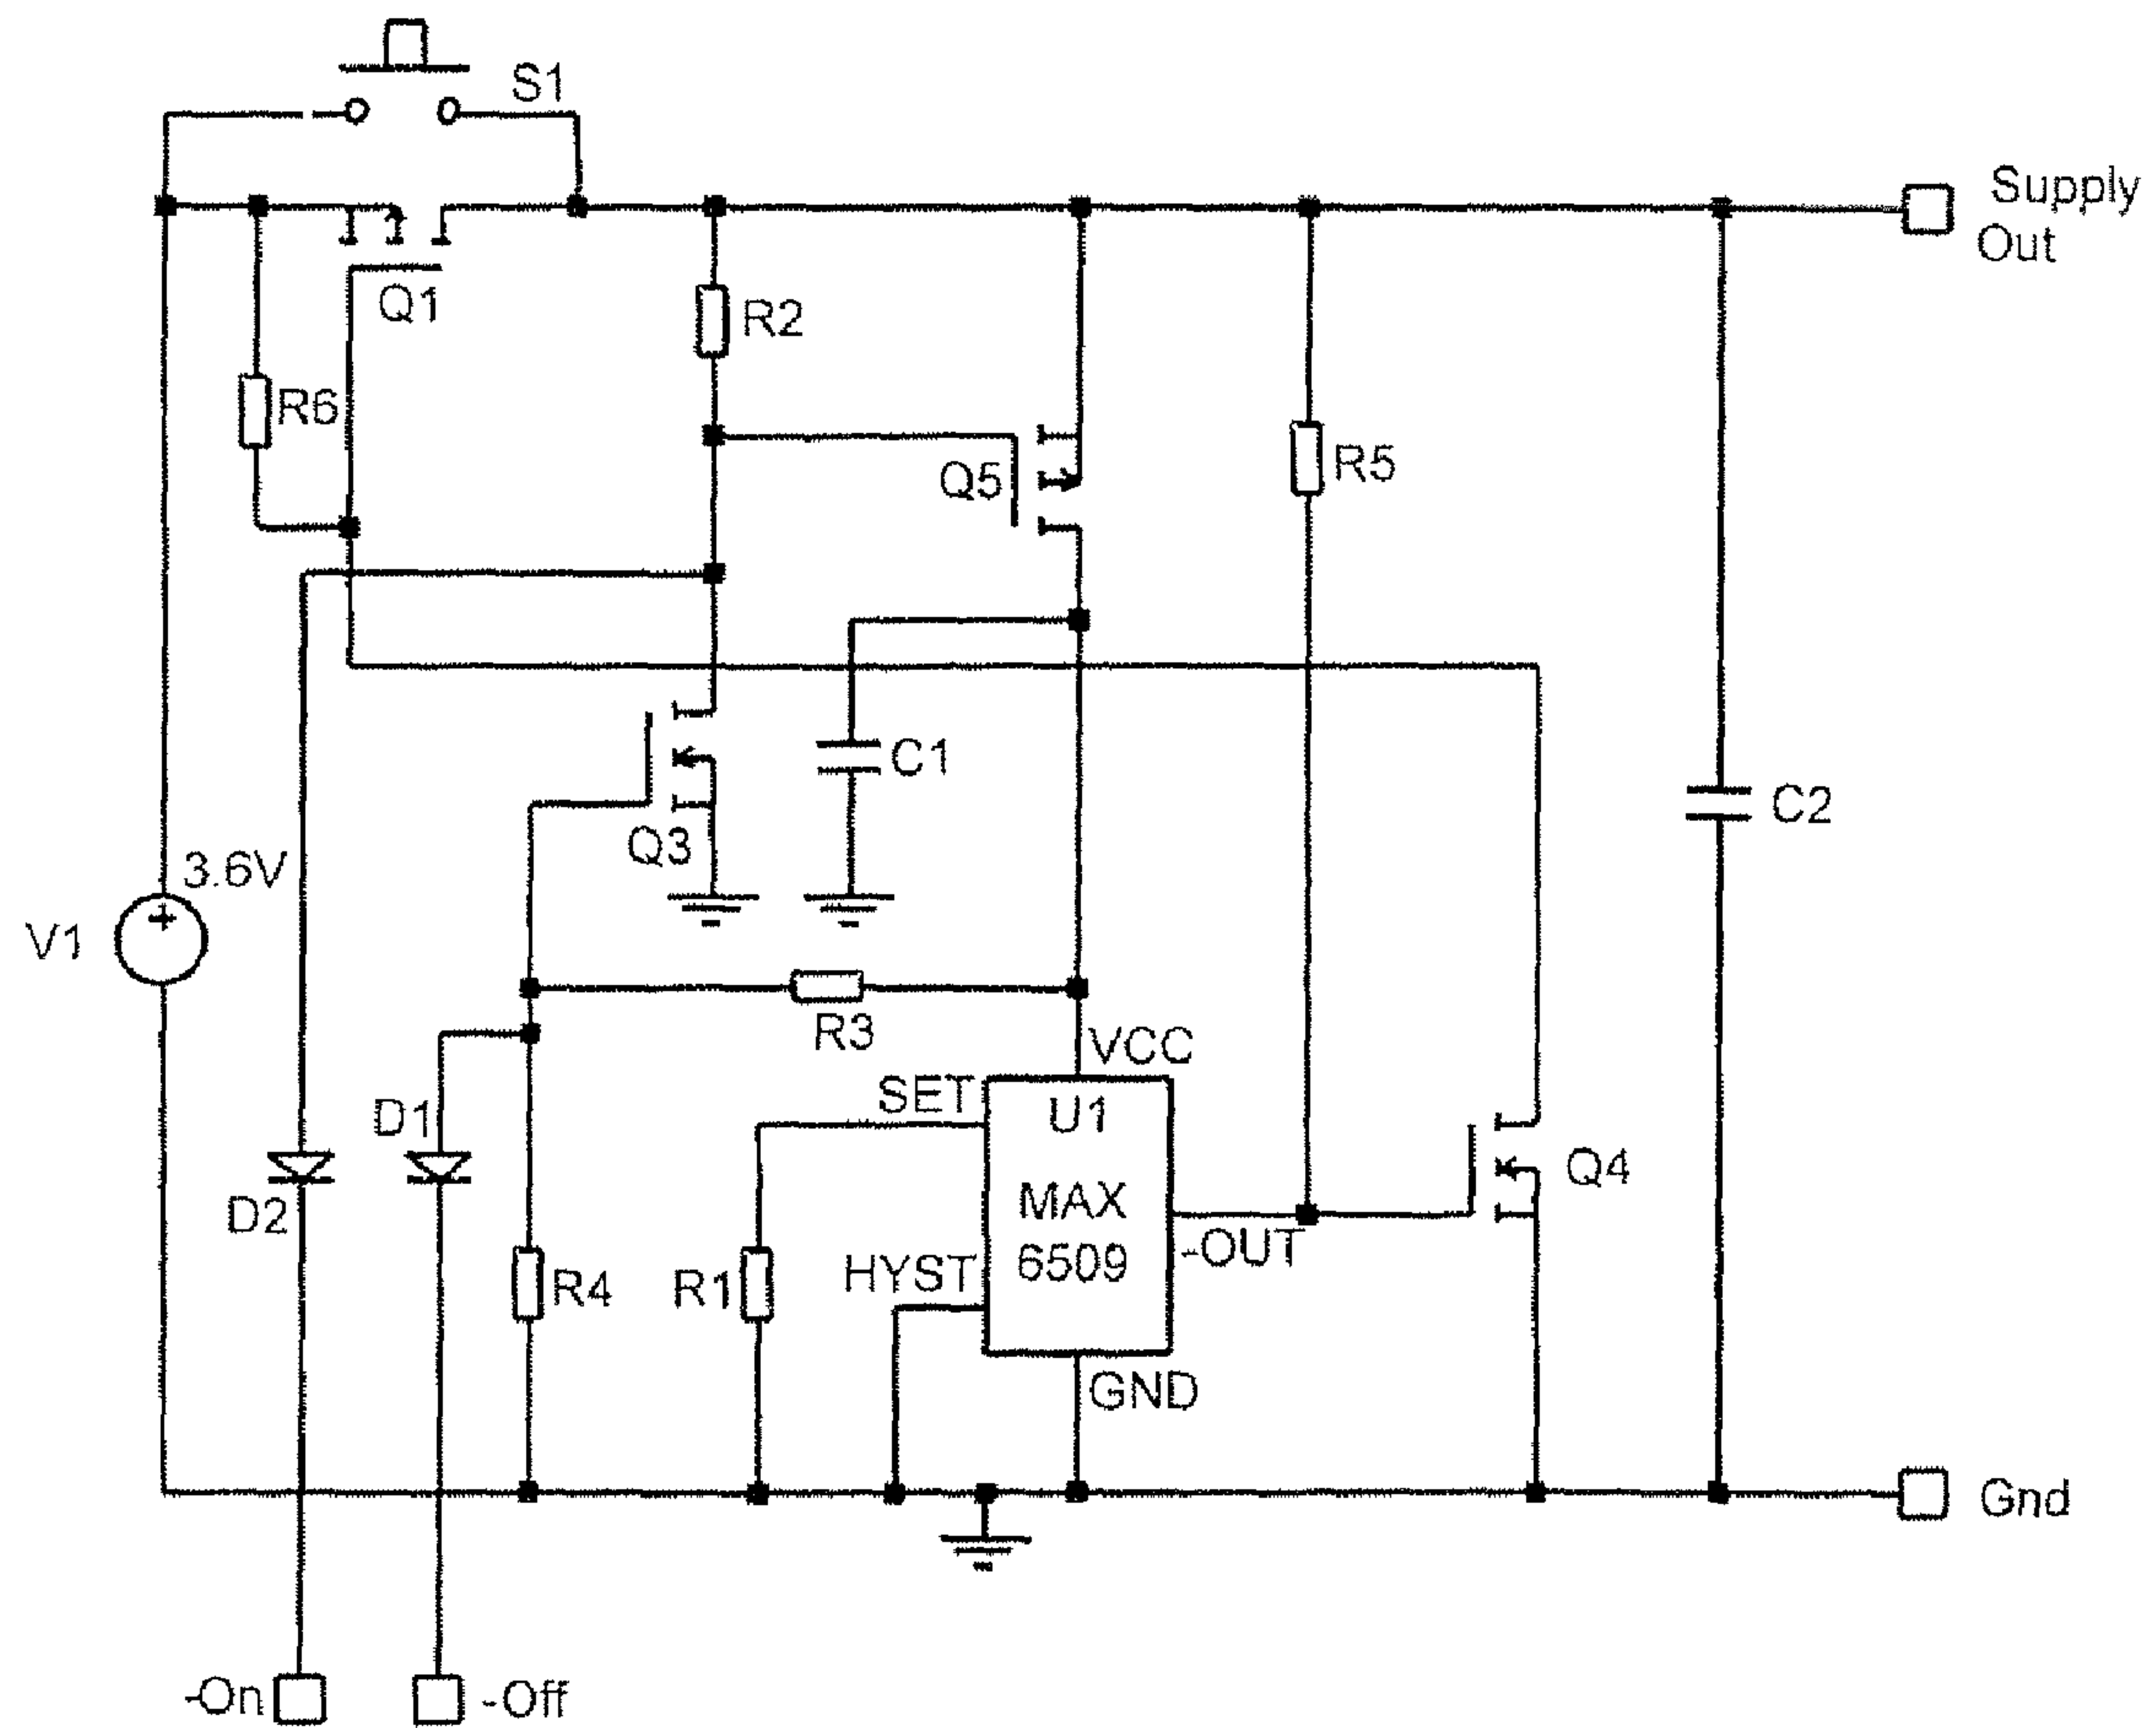 S1
Supply
Out
Q1
R2
R6
Q5
R5
C1
C2
Q3
3.6V
V1
R3
VCC
SET
U1
D1
MAX
6509
Q4
D2
-OUT
HYST
R4
R1
GND
Gnd
-On
-Off